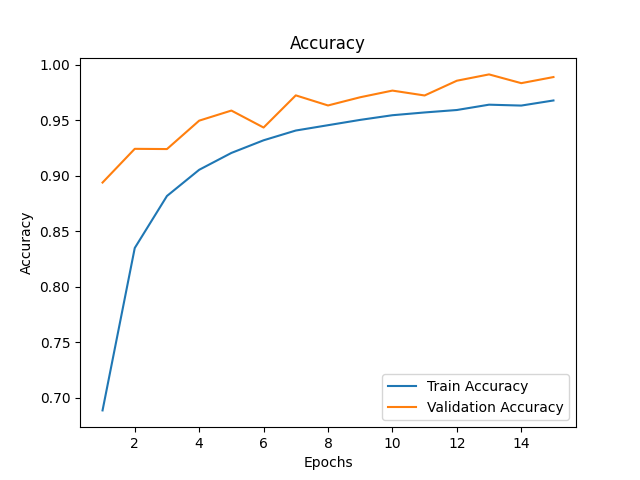 Accuracy
1.00
0.95
0.90
0.85
0.80
0.75
0.70
Accuracy
2 4 6 8 10 12 14
Epochs
Train Accuracy
Validation Accuracy